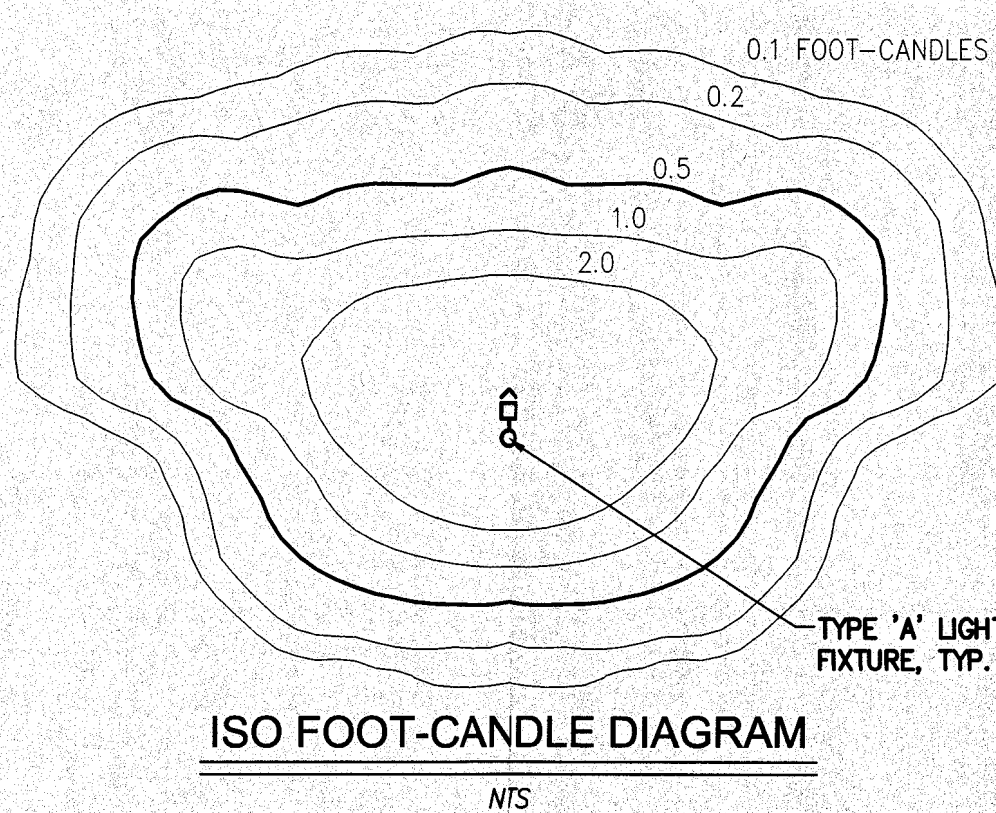 0.1 FOOT-CANDLES
0.2
0.5
1.0
2.0
TYPE 'A' LIGHT
FIXTURE, TYP.
ISO FOOT-CANDLE DIAGRAM
NTS